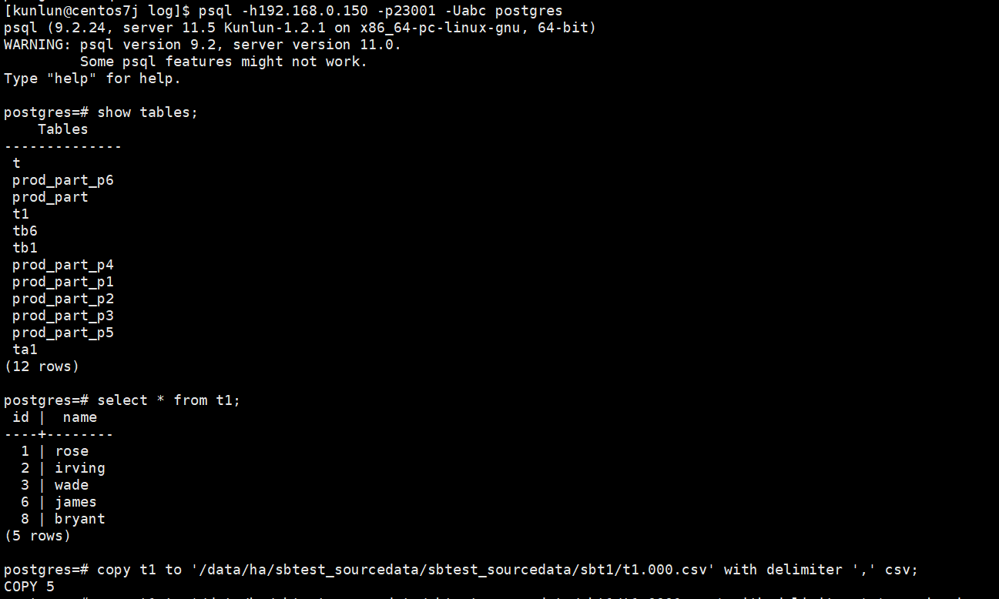 [kunlun@centos7j log]$ psql -h192.168.0.150 -p23001 -Uabc postgres
psql (9.2.24, server 11.5 Kunlun-1.2.1 on x86_64-pc-linux-gnu, 64-bit)
WARNING: psql version 9.2, server version 11.0.
         Some psql features might not work.
Type "help" for help.

postgres=# show tables;
    Tables
--------------
 t
 prod_part_p6
 prod_part
 t1
 tb6
 tb1
 prod_part_p4
 prod_part_p1
 prod_part_p2
 prod_part_p3
 prod_part_p5
 ta1
(12 rows)

postgres=# select * from t1;
 id |  name
----+--------
  1 | rose
  2 | irving
  3 | wade
  6 | james
  8 | bryant
(5 rows)

postgres=# copy t1 to '/data/ha/sbtest_sourcedata/sbtest_sourcedata/sbt1/t1.000.csv' with delimiter ',' csv;
COPY 5